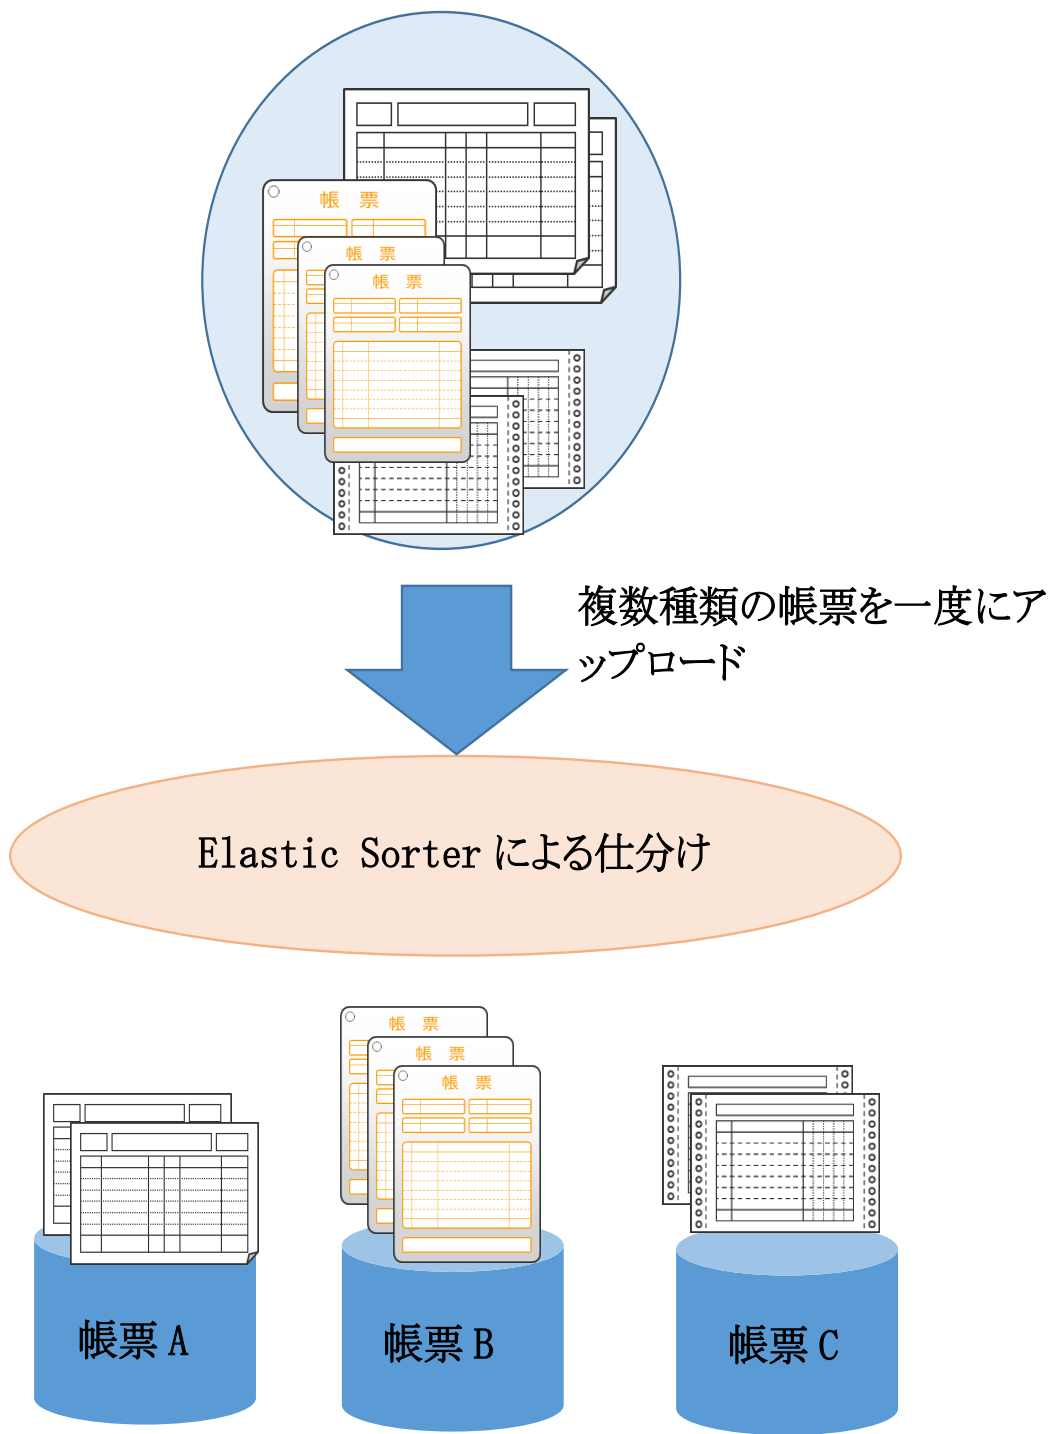 帳 票
帳 票
帳 票
複数種類の帳票を一度にア
ップロード
Elastic Sorter による仕分け
帳 票
帳 票
帳 票
帳票 A
帳票 B
帳票 C